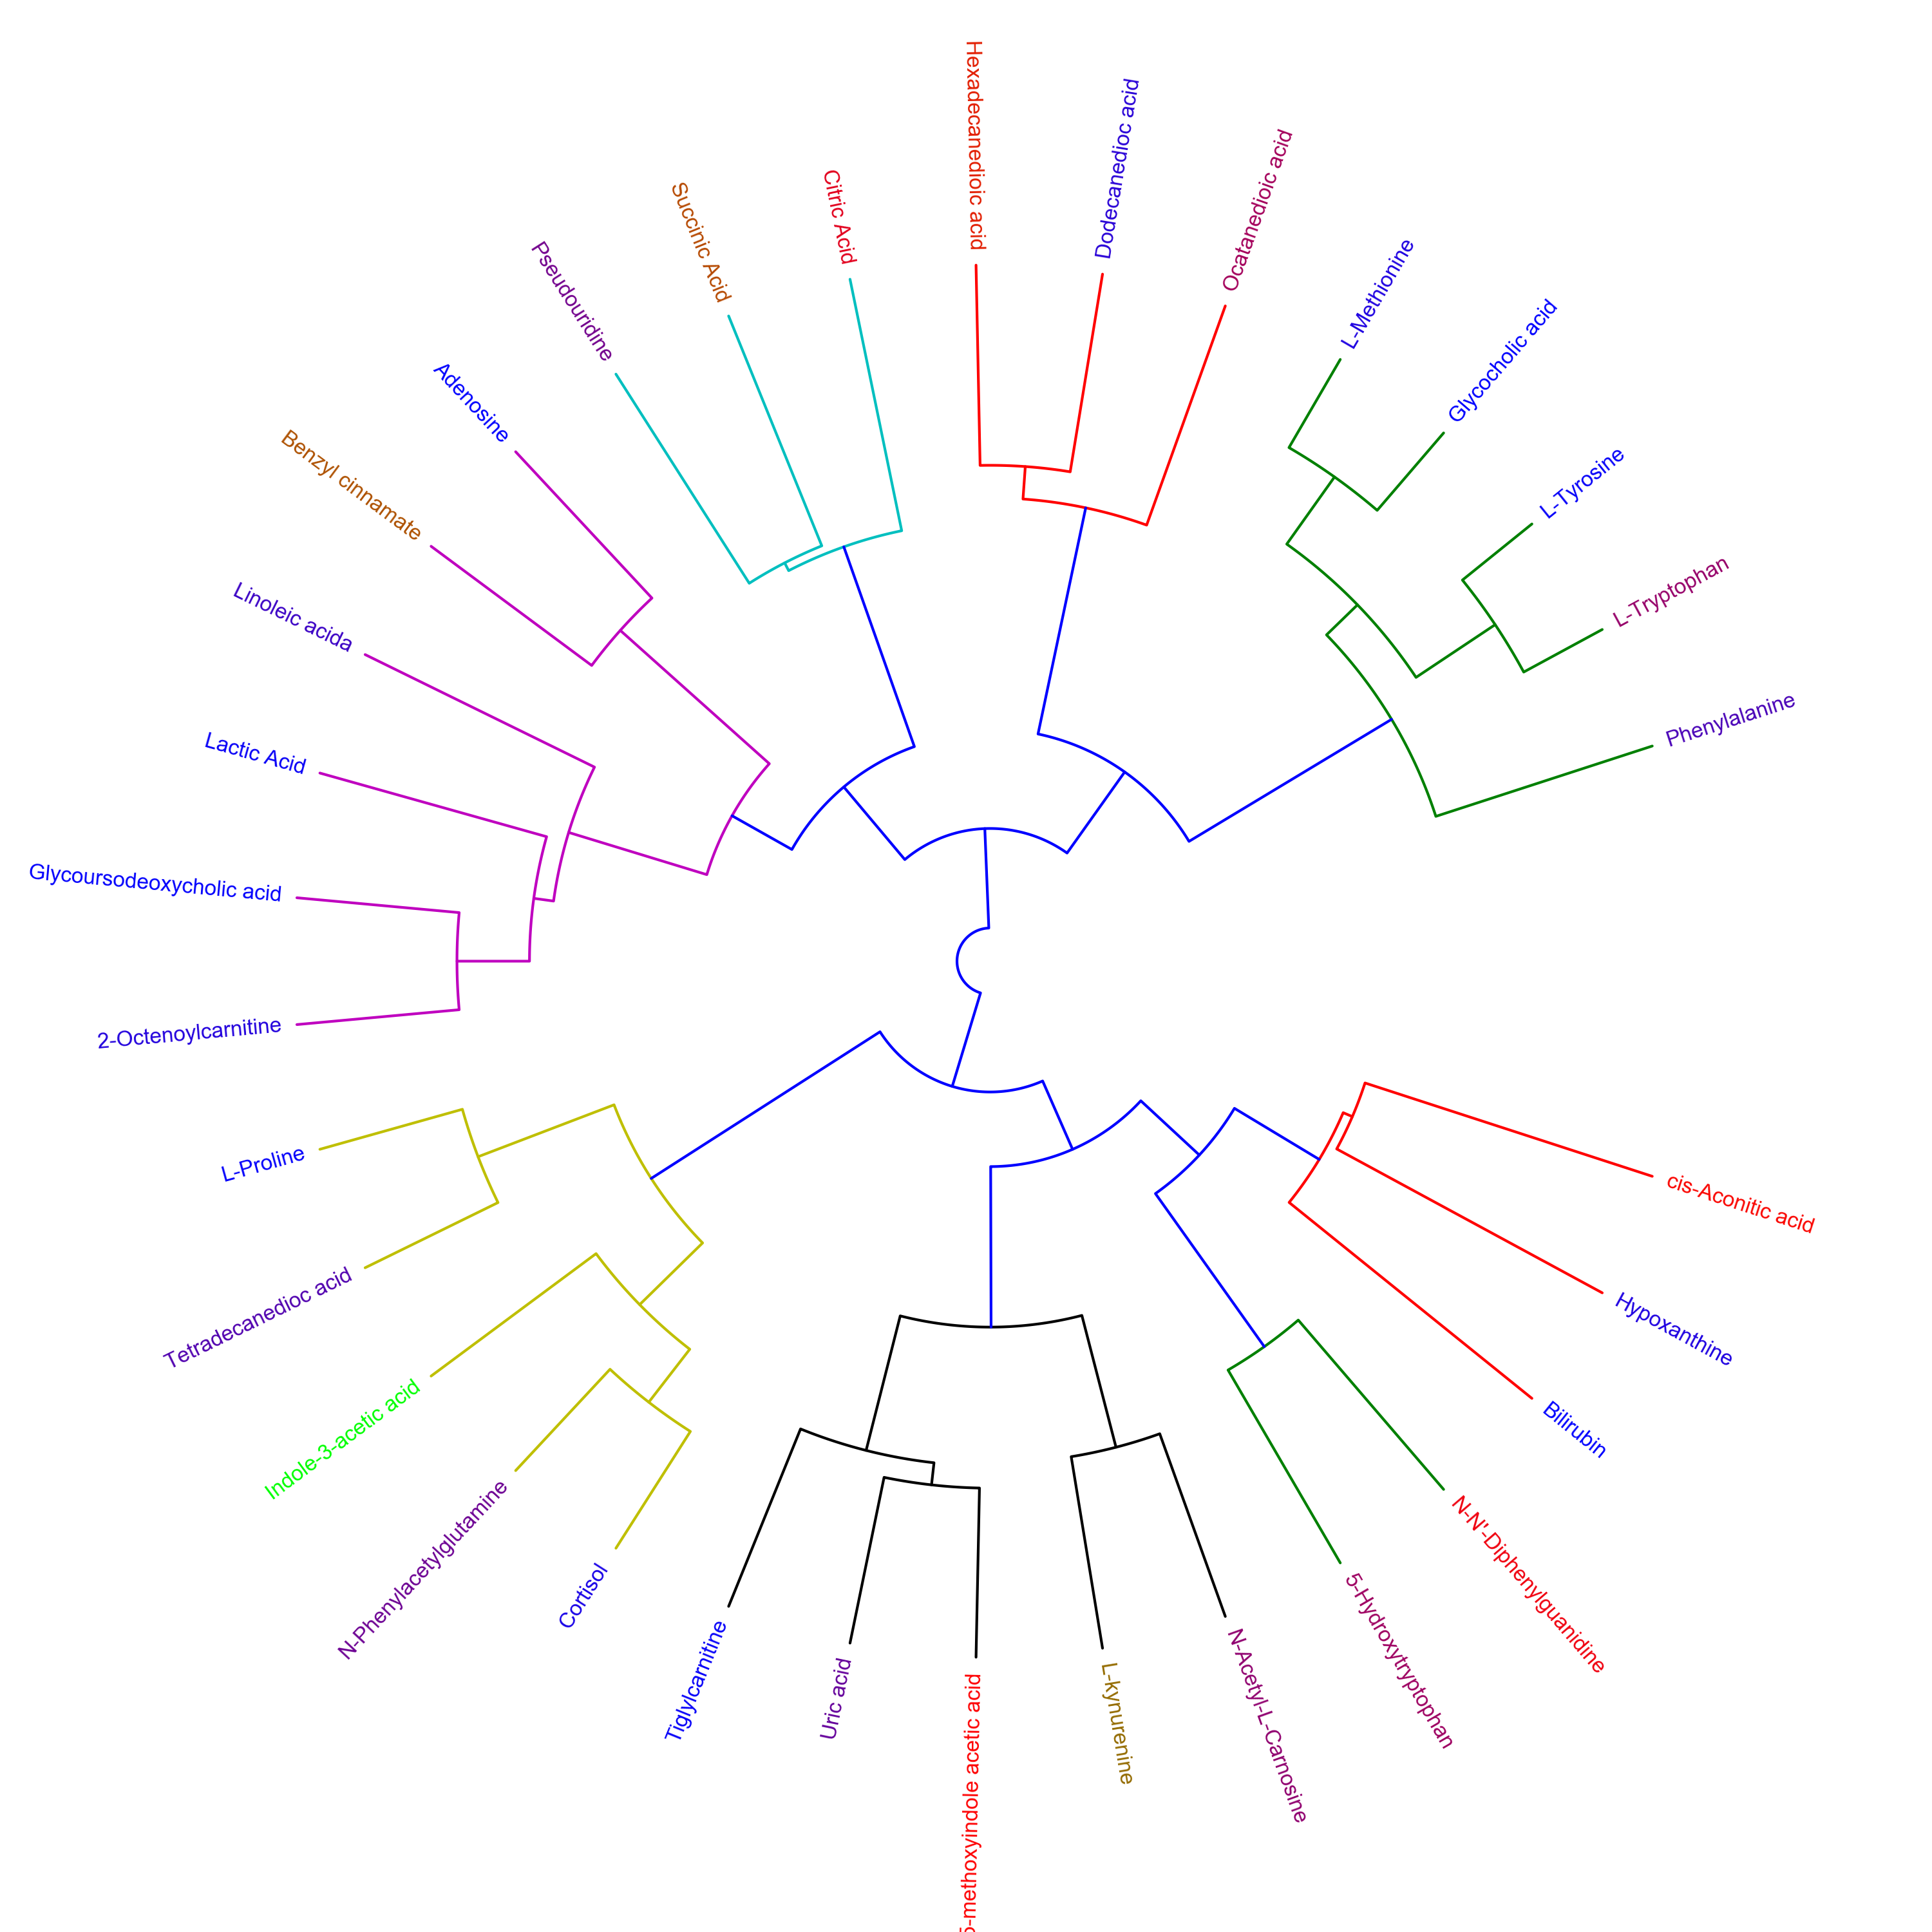 Hexadecanedioic acid
Dodecanedioc acid
Ocatanedioic acid
L-Methionine
Glycocholic acid
L-Tyrosine
L-Tryptophan
Phenylalanine
cis-Aconitic acid
Hypoxanthine
Bilirubin
N-N'-Diphenylguanidine
5-Hydroxytryptophan
N-Acetyl-L-Carnosine
L-kynurenine
5-methoxyindole acetic acid
Uric acid
Tiglylcarnitine
Cortisol
N-Phenylacetylglutamine
Indole-3-acetic acid
Tetradecanedioc acid
L-Proline
2-Octenoylcarnitine
Glycoursodeoxycholic acid
Lactic Acid
Linoleic acida
Benzyl cinnamate
Adenosine
Pseudouridine
Succinic Acid
Citric Acid